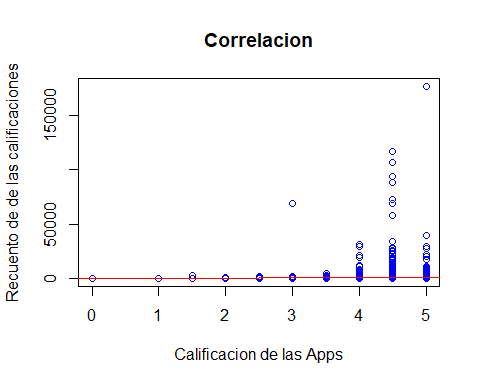 Correlacion
Recuento de de las calificaciones
150000
50000
0
0 1 2 3 4 5
Calificacion de las Apps